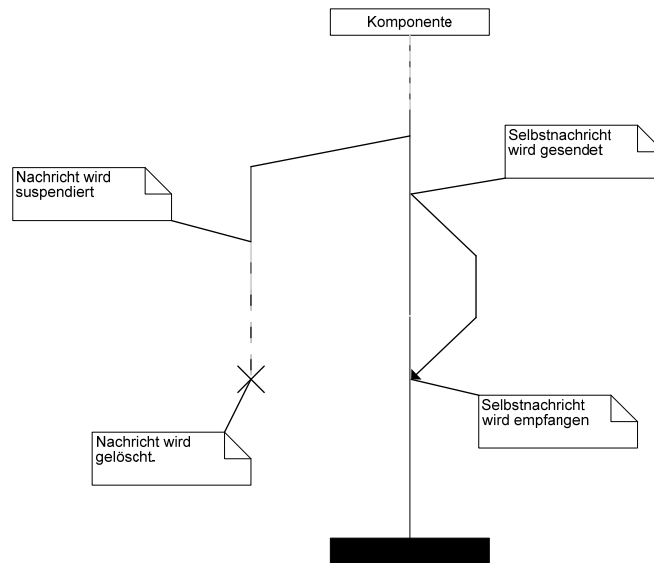 Komponente
Selbstnachricht
wird gesendet
Nachricht wird
suspendiert
Selbstnachricht
wird empfangen
Nachricht wird
gelöscht.